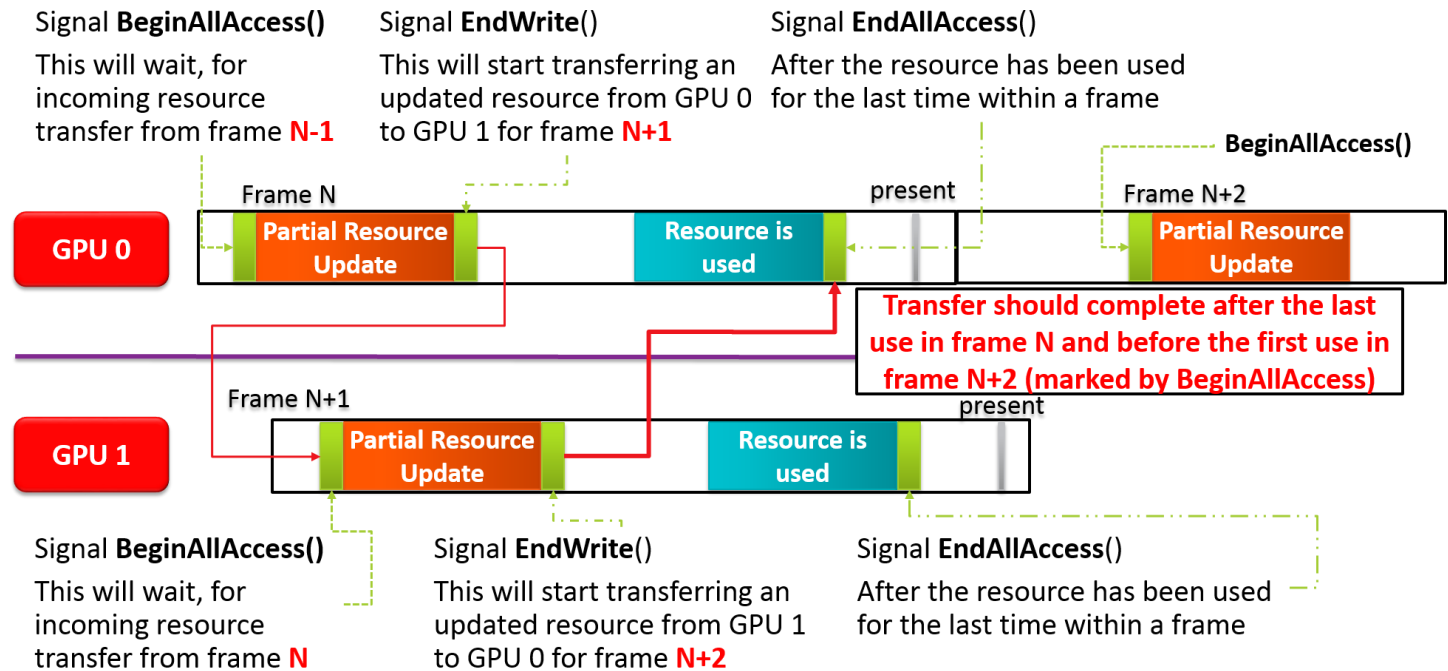 Signal BeginAllAccess()
This will wait, for
incoming resource
transfer from frame N-1
Signal EndWrite()
This will start transferring an
updated resource from GPU 0
to GPU 1 for frame N+1
Signal EndAllAccess()
After the resource has been used
for the last time within a frame
BeginAllAccess()
Frame N
present
Frame N+2
GPU 0
Partial Resource
Update
Resource is
used
Partial Resource
Update
Transfer should complete after the last
use in frame N and before the first use in
frame N+2 (marked by BeginAllAccess)
Frame N+1
present
GPU 1
Partial Resource
Update
Resource is
used
Signal BeginAllAccess()
This will wait, for
incoming resource
transfer from frame N
Signal EndWrite()
This will start transferring an
updated resource from GPU 1
to GPU 0 for frame N+2
Signal EndAllAccess()
After the resource has been used
for the last time within a frame